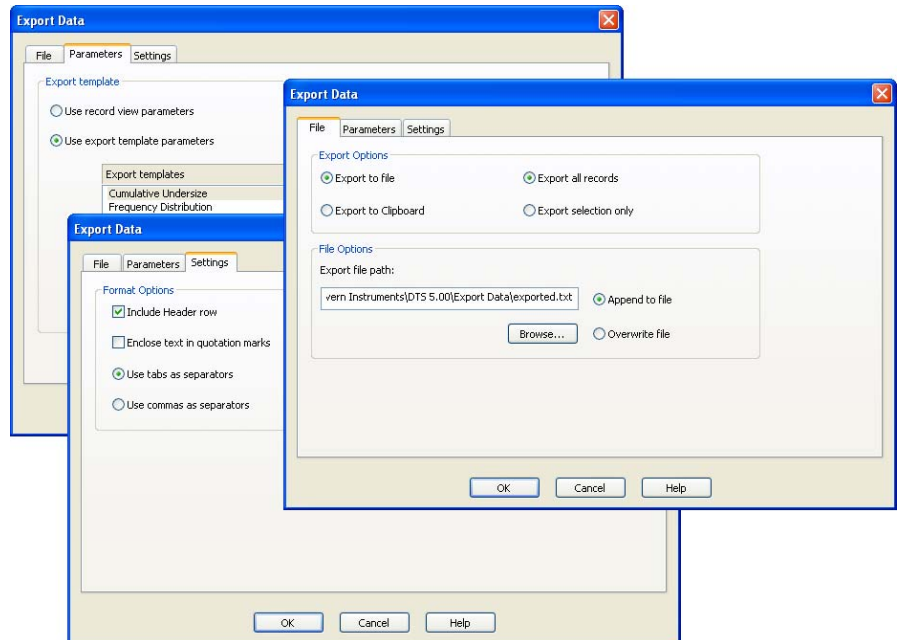 Export Data
File Parameters Settings
Export template
Use record view parameters
Use export template parameters
Export templates
Cumulative Undersize
Frequency Distribution
Export Data
File Parameters Settings
Export Options
Export to file Export all records
Export to Clipboard Export selection only
File Options
Export file path:
vern Instruments\DTS 5.00\Export Data\exported.txt Append to file
Browse... Overwrite file
OK Cancel Help
Export Data
File Parameters Settings
Format Options
Include Header row
Enclose text in quotation marks
Use tabs as separators
Use commas as separators
OK Cancel Help